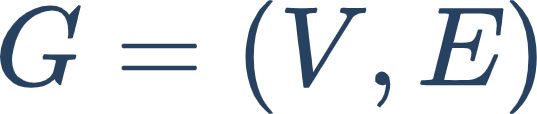 G = (V, E)